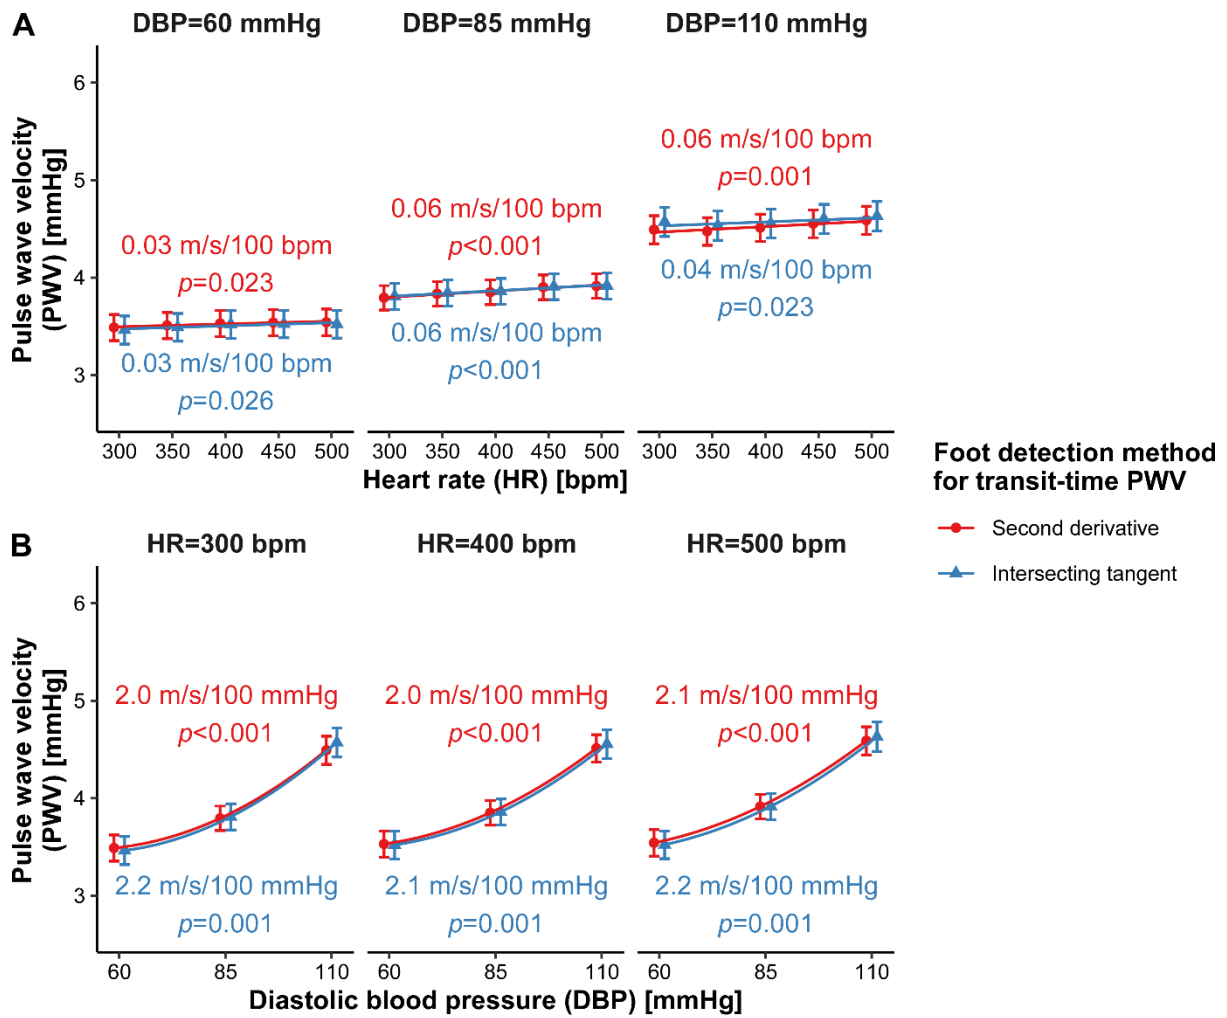 A
DBP=60 mmHg
DBP=85 mmHg
DBP=110 mmHg
Pulse wave velocity
(PWV) [mmHg]
6
5
4
3
0.03 m/s/100 bpm
p=0.023
0.03 m/s/100 bpm
p=0.026
0.06 m/s/100 bpm
p<0.001
0.06 m/s/100 bpm
p<0.001
0.06 m/s/100 bpm
p=0.001
0.04 m/s/100 bpm
p=0.023
300 350 400 450 500
300 350 400 450 500
300 350 400 450 500
Heart rate (HR) [bpm]
Foot detection method
for transit-time PWV
Second derivative
Intersecting tangent
B
HR=300 bpm
HR=400 bpm
HR=500 bpm
Pulse wave velocity
(PWV) [mmHg]
6
5
4
3
2.0 m/s/100 mmHg
p<0.001
2.2 m/s/100 mmHg
p=0.001
2.0 m/s/100 mmHg
p<0.001
2.1 m/s/100 mmHg
p=0.001
2.1 m/s/100 mmHg
p<0.001
2.2 m/s/100 mmHg
p=0.001
60 85 110
60 85 110
60 85 110
Diastolic blood pressure (DBP) [mmHg]